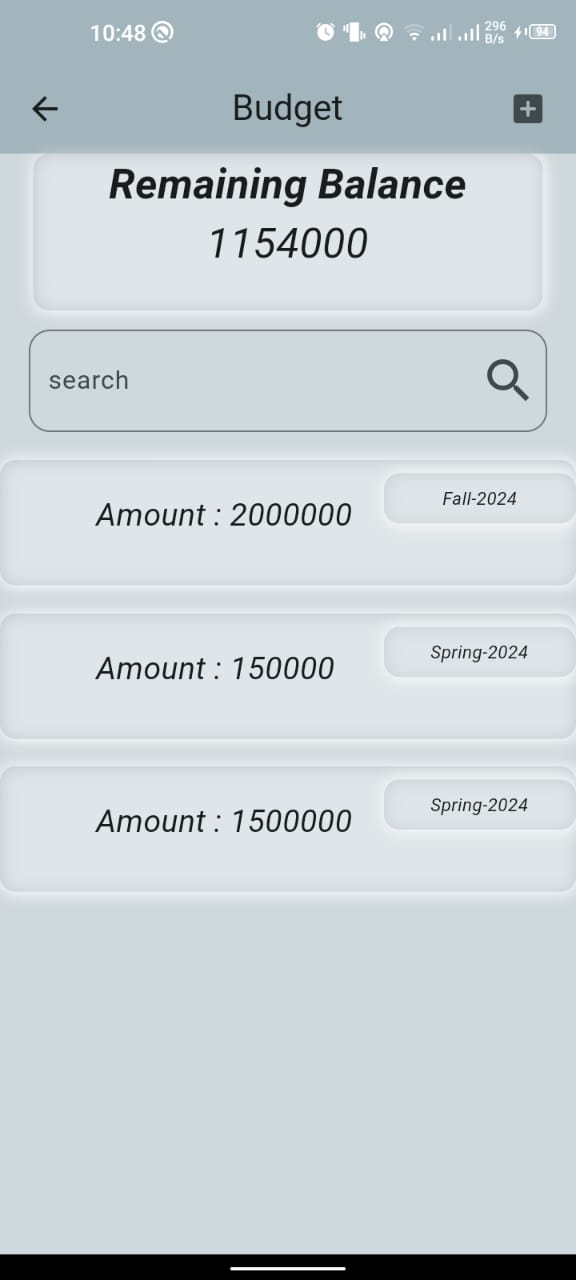 10:48
296
B/s
94
Budget
Remaining Balance
1154000
search
Amount : 2000000
Fall-2024
Amount : 150000
Spring-2024
Amount : 1500000
Spring-2024